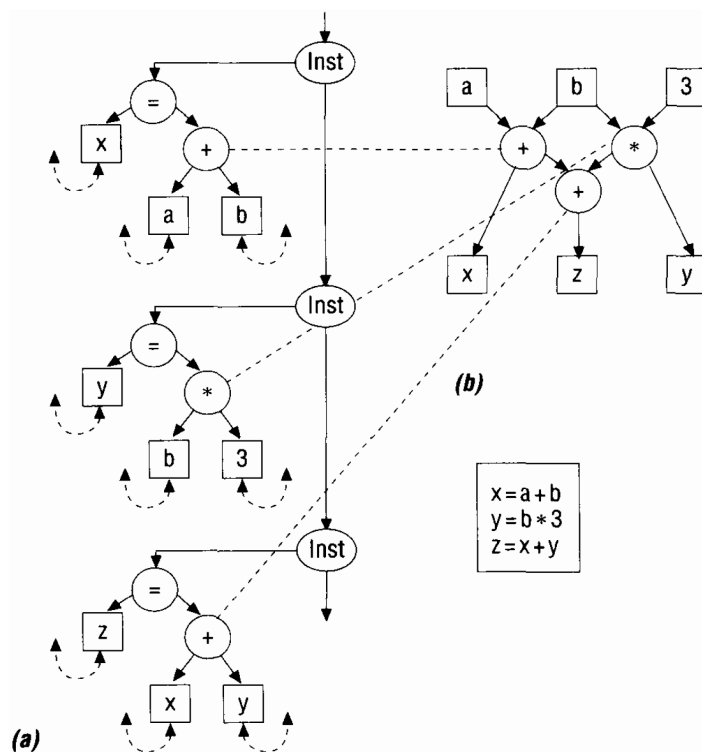 Inst
=
x
+
a
b
Inst
=
y
*
b
3
Inst
=
z
+
x
y
(a)
a
b
3
+
*
+
x
z
y
(b)
x=a+b
y=b*3
z=x+y